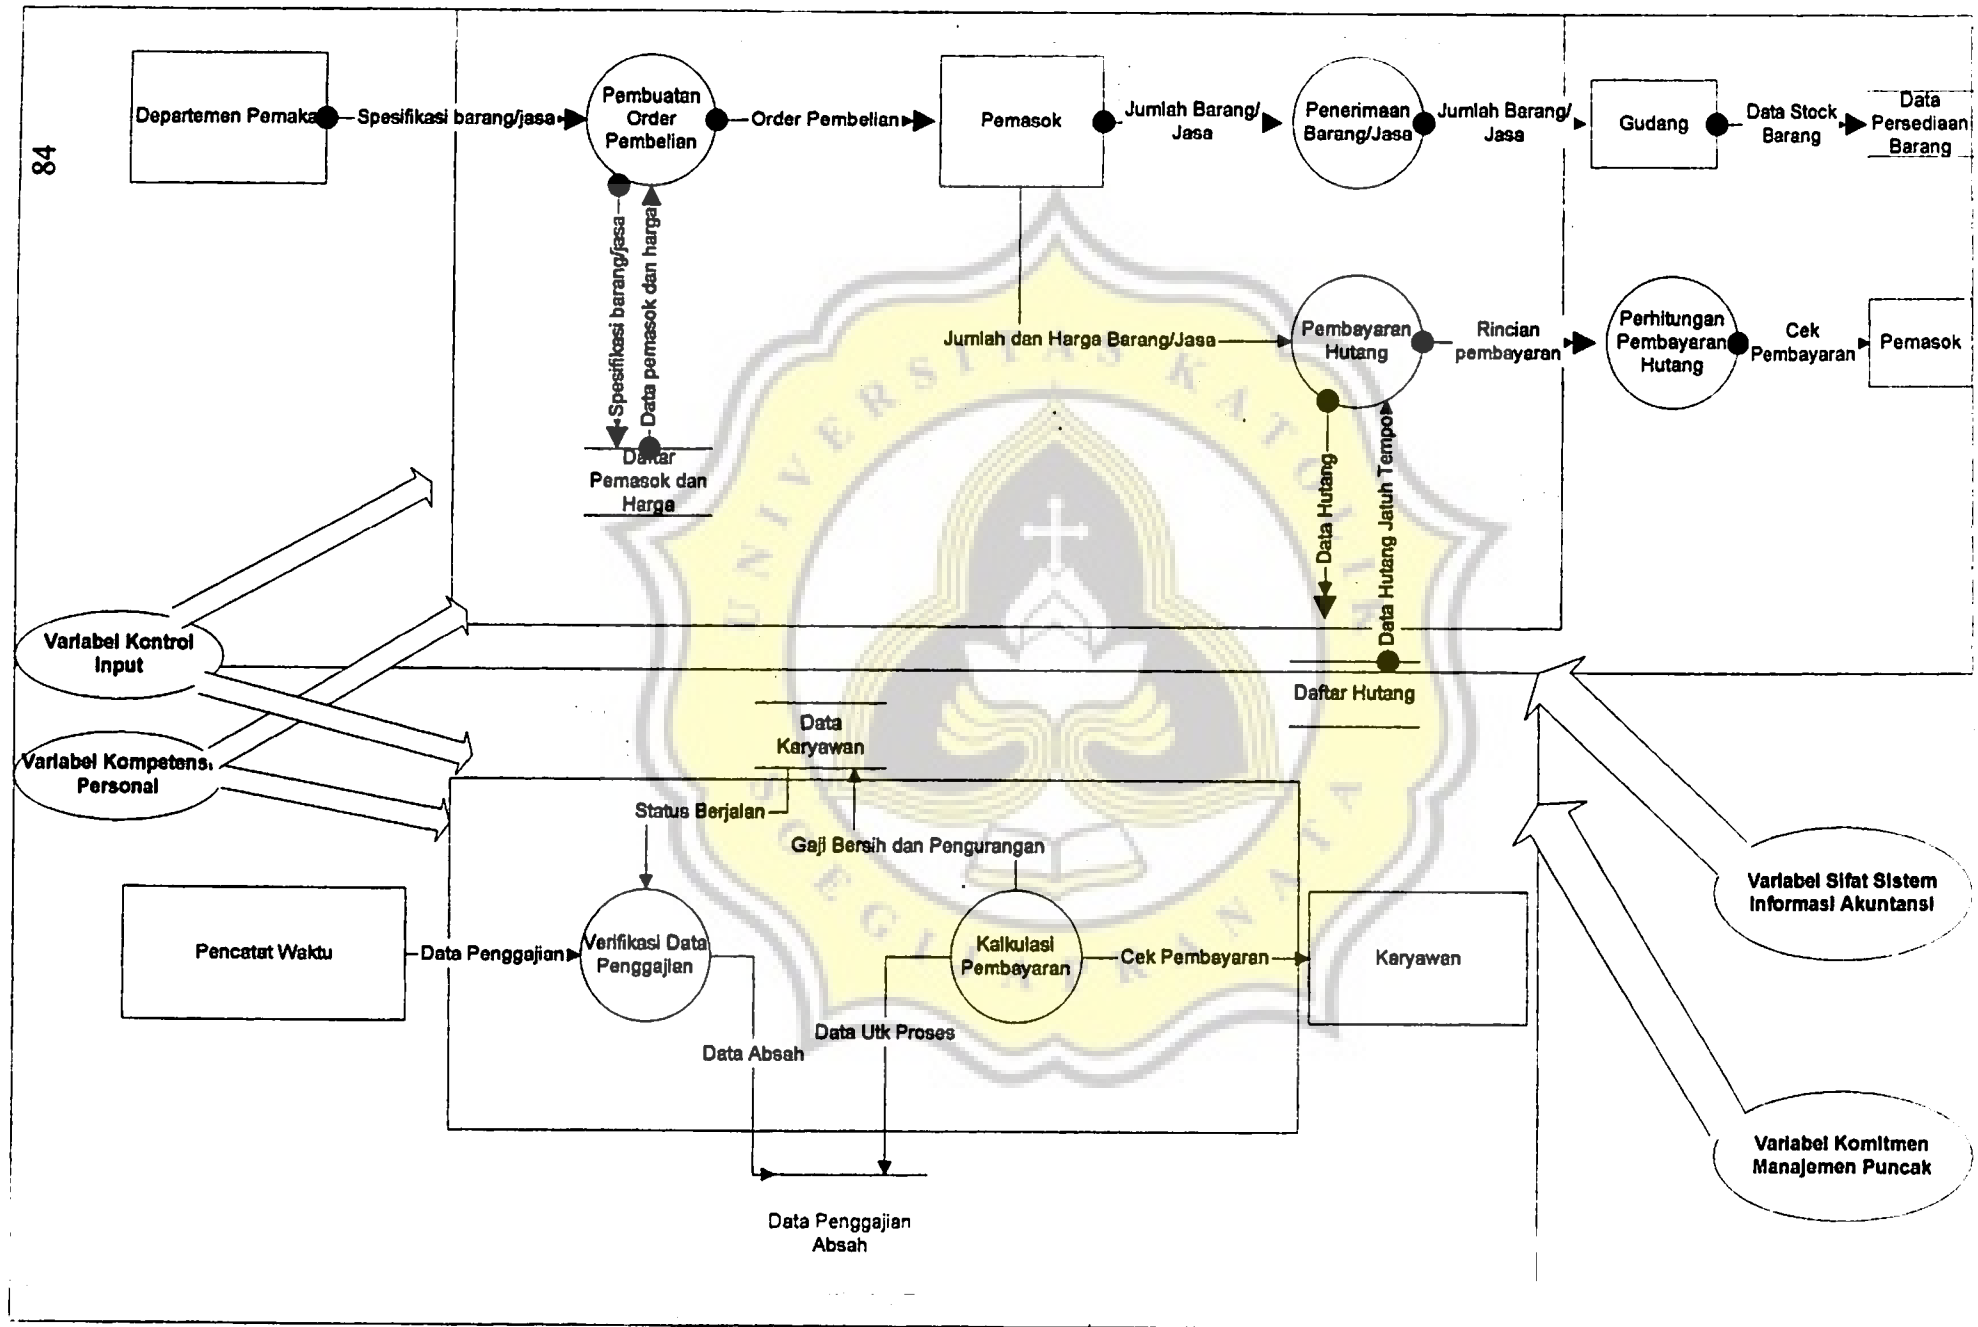 84
Departemen Pemakai
Spesifikasi barang/jasa
Pembuatan
Order
Pembelian
Order Pembelian
Pemasok
Jumlah Barang/
Jasa
Penerimaan
Barang/Jasa
Jumlah Barang/
Jasa
Gudang
Data Stock
Barang
Data
Persediaan
Barang
Spesifikasi barang/jasa
Data pemasok dan harga
Daftar
Pemasok dan
Harga
Jumlah dan Harga Barang/Jasa
Pembayaran
Hutang
Rincian
pembayaran
Perhitungan
Pembayaran
Hutang
Cek
Pembayaran
Pemasok
Data Hutang
Data Hutang Jatuh Tempo
Daftar Hutang
Variabel Kontrol
Input
Variabel Kompetensi
Personal
Data
Karyawan
Status Berjalan
Gaji Bersih dan Pengurangan
Pencatat Waktu
Data Penggajian
Verifikasi Data
Penggajian
Kalkulasi
Pembayaran
Cek Pembayaran
Karyawan
Data Absah
Data Utk Proses
Data Penggajian
Absah
Variabel Sifat Sistem
Informasi Akuntansi
Variabel Komitmen
Manajemen Puncak
UNIVERSITAS KATOLIK
SOEGIJAPRANATA